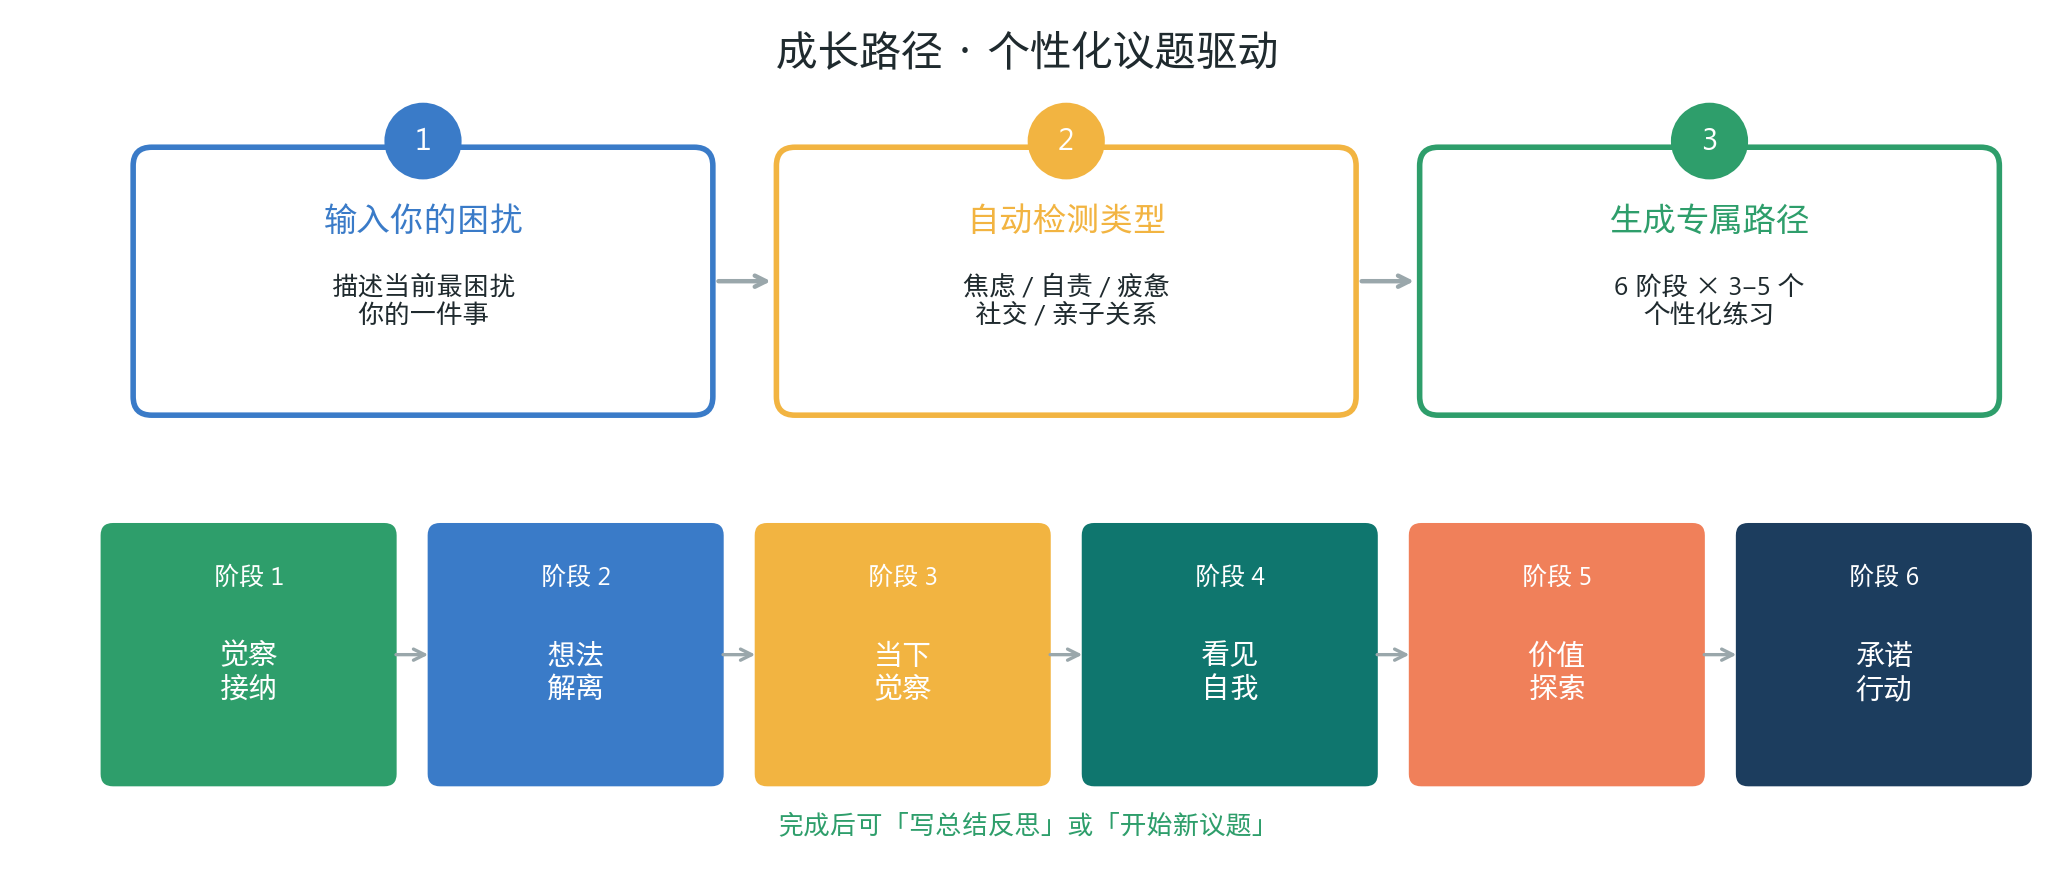 成长路径 · 个性化议题驱动
1
2
3
输入你的困扰
自动检测类型
生成专属路径
描述当前最困扰
你的一件事
焦虑 / 自责 / 疲惫
社交 / 亲子关系
6 阶段 × 3–5 个
个性化练习
阶段 1
觉察
接纳
阶段 2
想法
解离
阶段 3
当下
觉察
阶段 4
看见
自我
阶段 5
价值
探索
阶段 6
承诺
行动
完成后可「写总结反思」或「开始新议题」